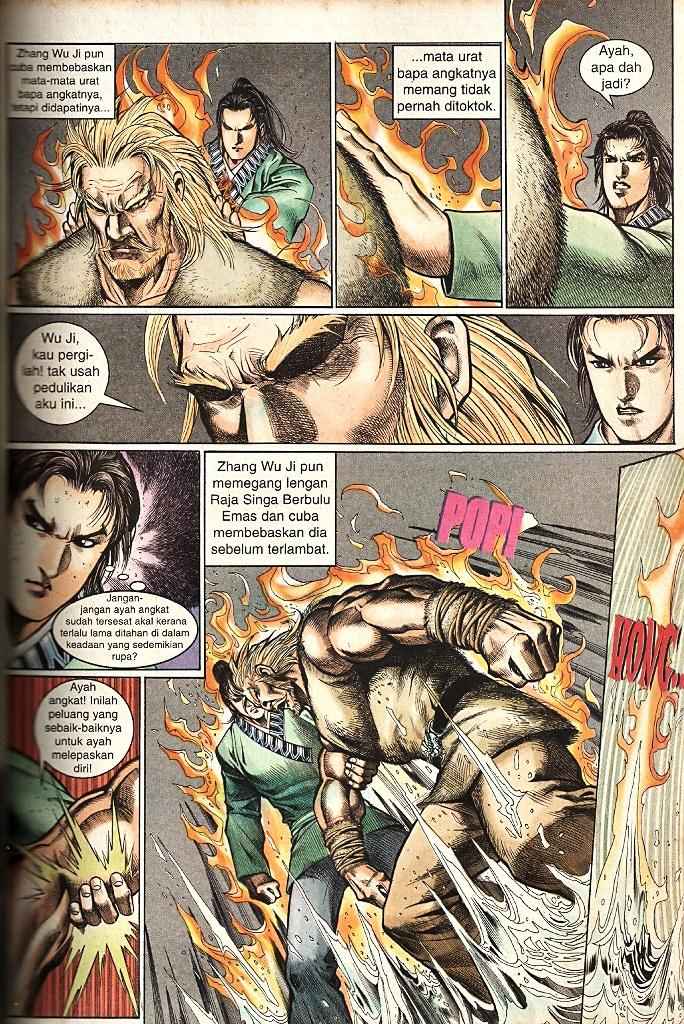 Zhang Wu Ji pun
cuba membebaskan
mata-mata urat
bapa angkatnya,
tetapi didapatinya...
...mata urat
bapa angkatnya
memang tidak
pernah ditoktok.
Ayah,
apa dah
jadi?
Wu Ji,
kau pergi-
lah! tak usah
pedulikan
aku ini...
Jangan-
jangan ayah angkat
sudah tersesat akal kerana
terlalu lama ditahan di dalam
keadaan yang sedemikian
rupa?
Zhang Wu Ji pun
memegang lengan
Raja Singa Berbulu
Emas dan cuba
membebaskan dia
sebelum terlambat.
POP!
HONG...
Ayah
angkat! Inilah
peluang yang
sebaik-baiknya
untuk ayah
melepaskan
diri!